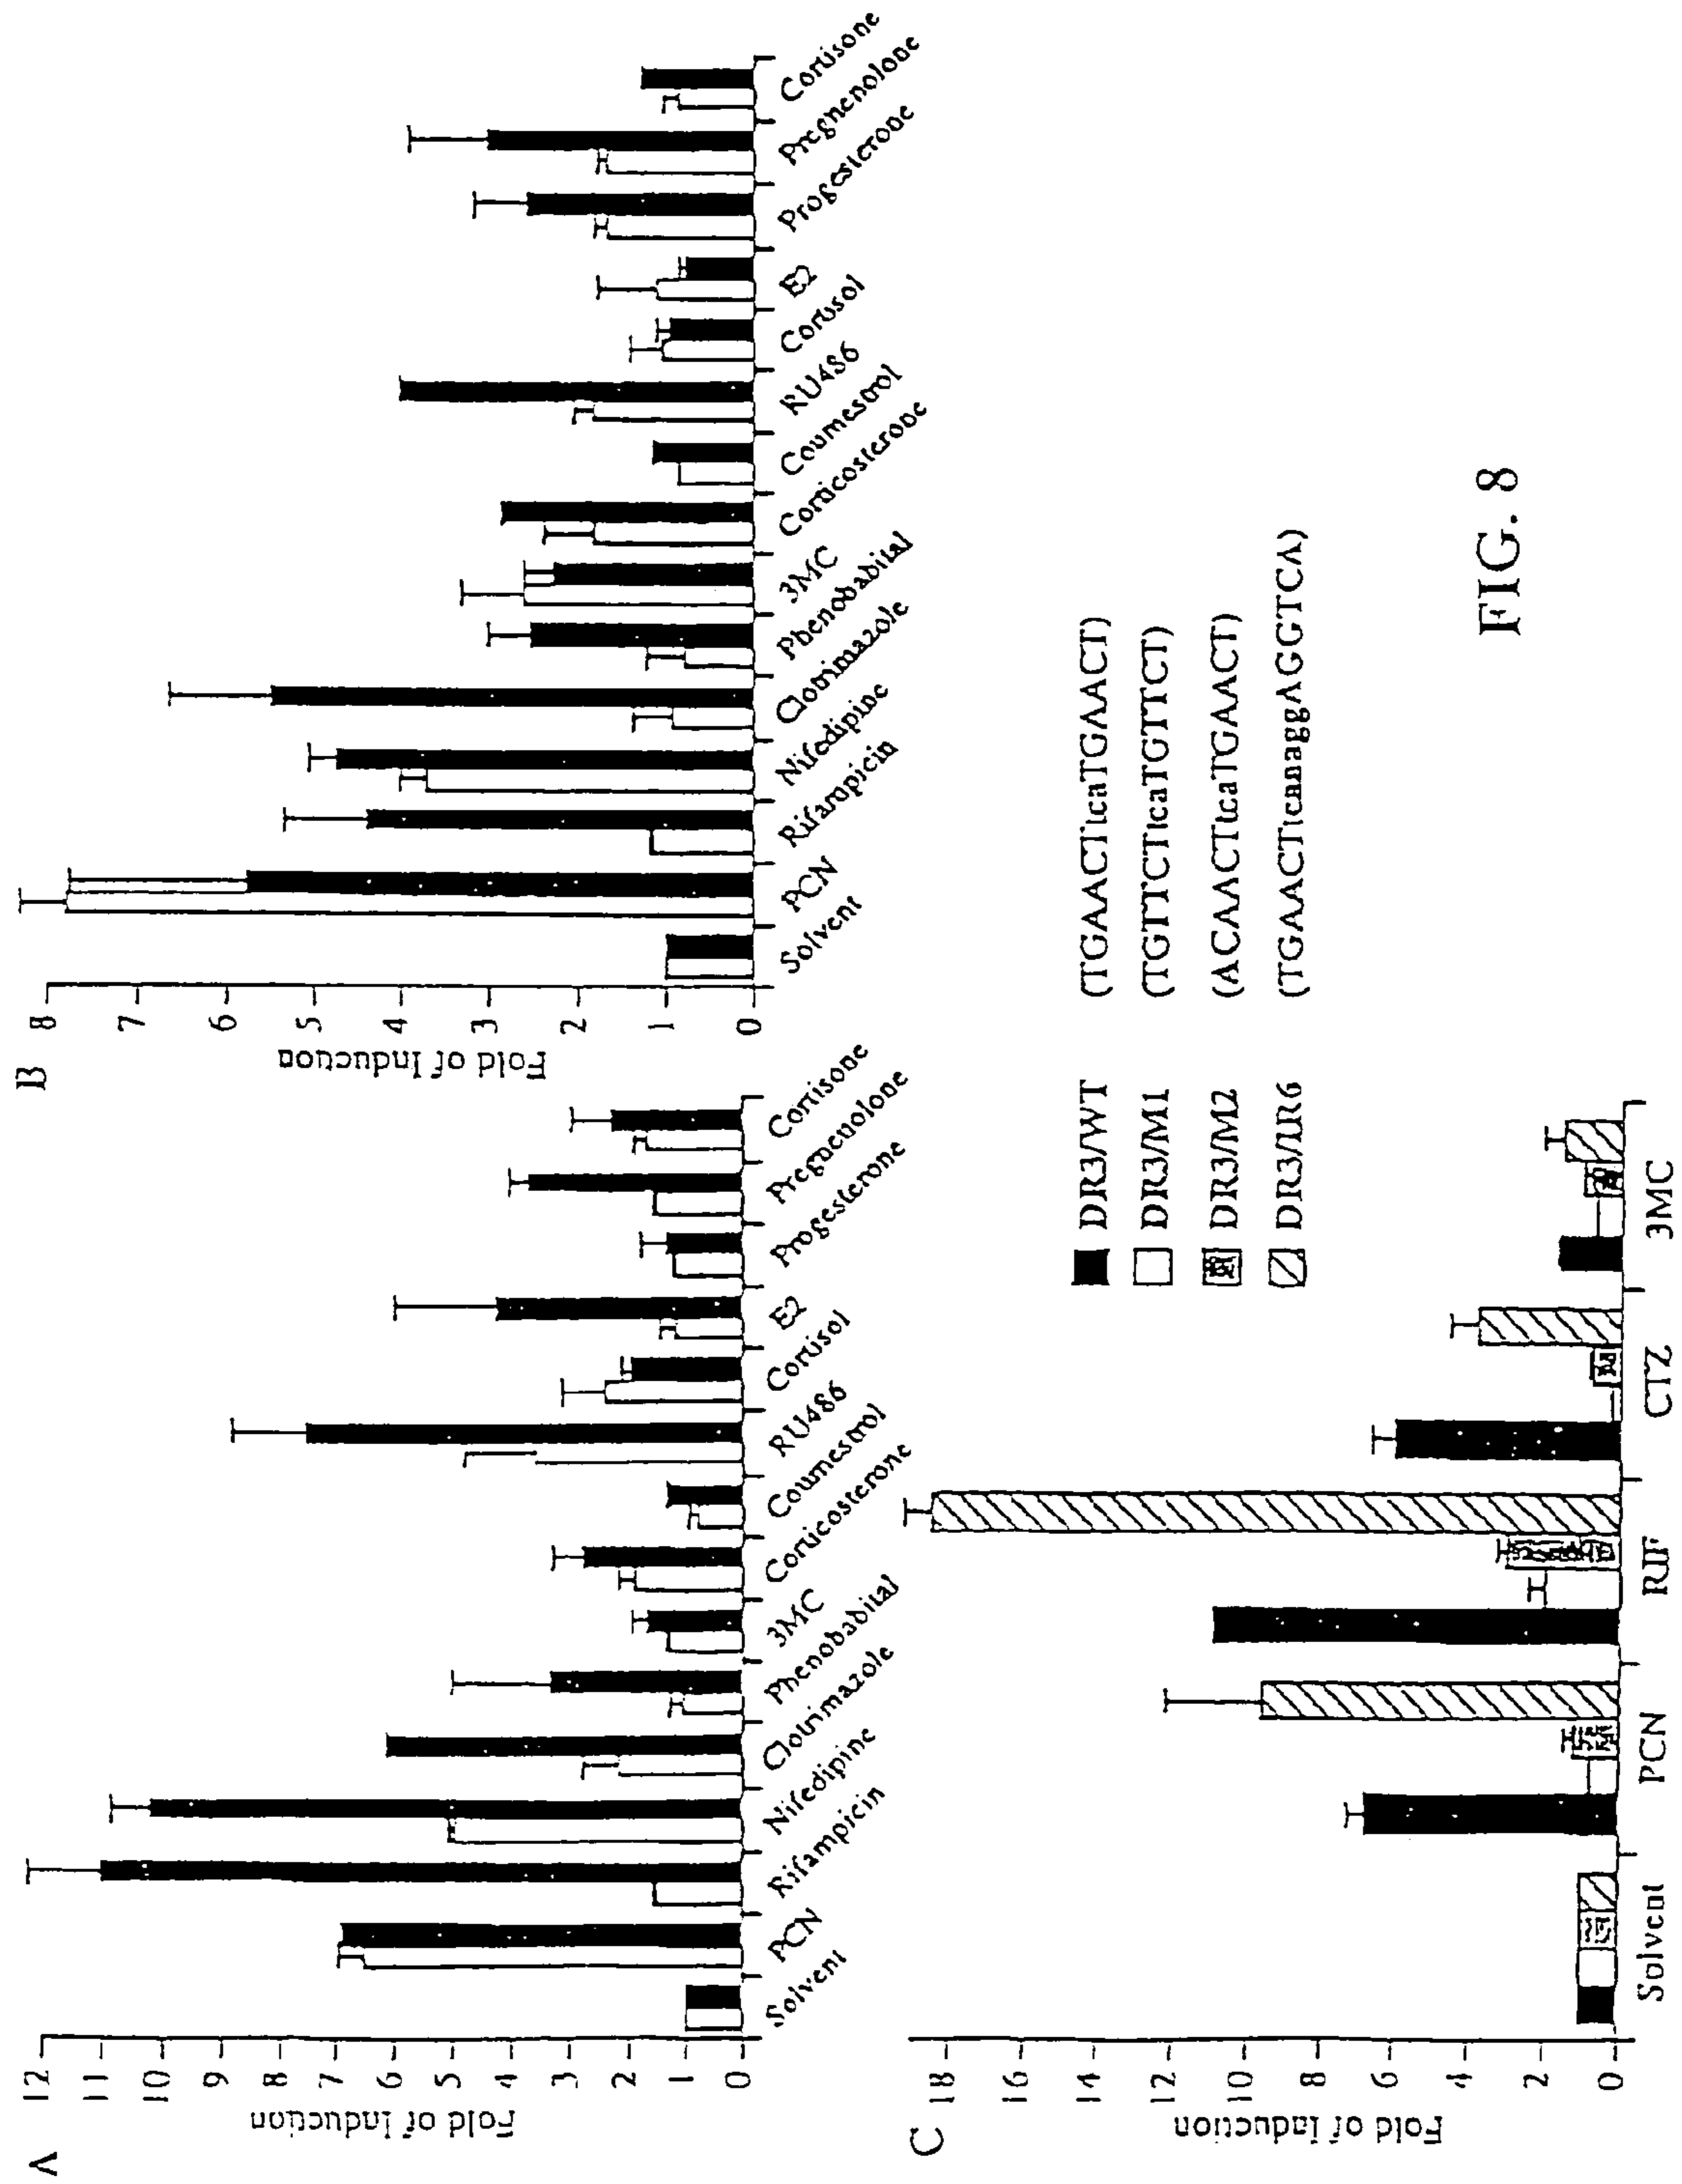 A
Fold of Induction
12
11
10
9
8
7
6
5
4
3
2
1
0
Solvent
PCN
Rifampicin
Nifedipine
Clotrimazole
Phenobabital
3MC
Corticosterone
Coumestrol
RU486
Cortisol
E2
Progesterone
Pregnenolone
Cortisone
B
Fold of Induction
8
7
6
5
4
3
2
1
0
Solvent
PCN
Rifampicin
Nifedipine
Clotrimazole
Phenobabital
3MC
Corticosterone
Coumestrol
RU486
Cortisol
E2
Progesterone
Pregnenolone
Cortisone
C
Fold of Induction
18
14
12
10
8
6
4
2
0
Solvent
PCN
RIF
CTZ
3MC
DR3/WT (TGAACTtcaTGAACT)
DR3/M1 (TGTTCTtcaTGTTCT)
DR3/M2 (ACAACTtcaTGAACT)
DR3/IR6 (TGAACTtcaaaggAGGTCA)
FIG. 8